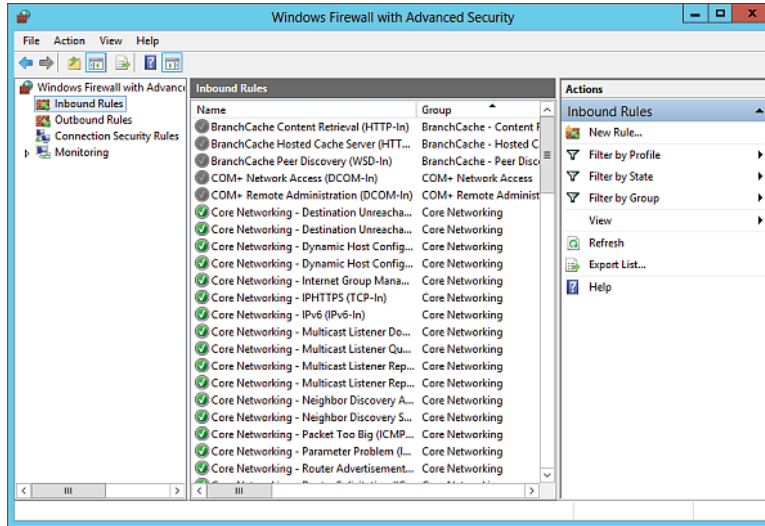 Windows Firewall with Advanced Security
File Action View Help
Windows Firewall with Advance
Inbound Rules
Outbound Rules
Connection Security Rules
Monitoring
Inbound Rules
Name Group
BranchCache Content Retrieval (HTTP-In) BranchCache - Content F
BranchCache Hosted Cache Server (HTT... BranchCache - Hosted C
BranchCache Peer Discovery (WSD-In) BranchCache - Peer Disco
COM+ Network Access (DCOM-In) COM+ Network Access
COM+ Remote Administration (DCOM-In) COM+ Remote Administ
Core Networking - Destination Unreacha... Core Networking
Core Networking - Destination Unreacha... Core Networking
Core Networking - Dynamic Host Config... Core Networking
Core Networking - Dynamic Host Config... Core Networking
Core Networking - Internet Group Mana... Core Networking
Core Networking - IPHTTPS (TCP-In) Core Networking
Core Networking - IPv6 (IPv6-In) Core Networking
Core Networking - Multicast Listener Do... Core Networking
Core Networking - Multicast Listener Qu... Core Networking
Core Networking - Multicast Listener Rep... Core Networking
Core Networking - Multicast Listener Rep... Core Networking
Core Networking - Neighbor Discovery A... Core Networking
Core Networking - Neighbor Discovery S... Core Networking
Core Networking - Packet Too Big (ICMP... Core Networking
Core Networking - Parameter Problem (I... Core Networking
Core Networking - Router Advertisement... Core Networking
Actions
Inbound Rules
New Rule...
Filter by Profile
Filter by State
Filter by Group
View
Refresh
Export List...
Help